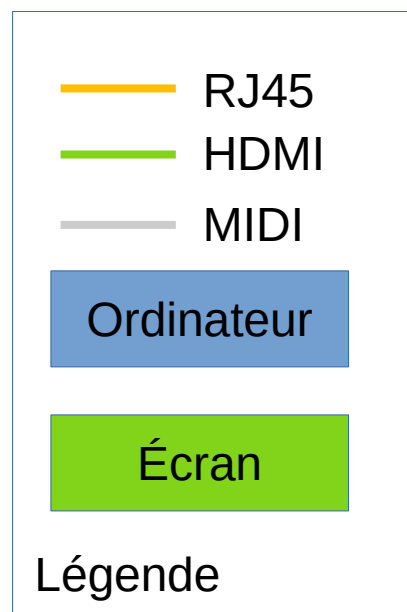 RJ45
HDMI
MIDI
Ordinateur
Écran
Légende